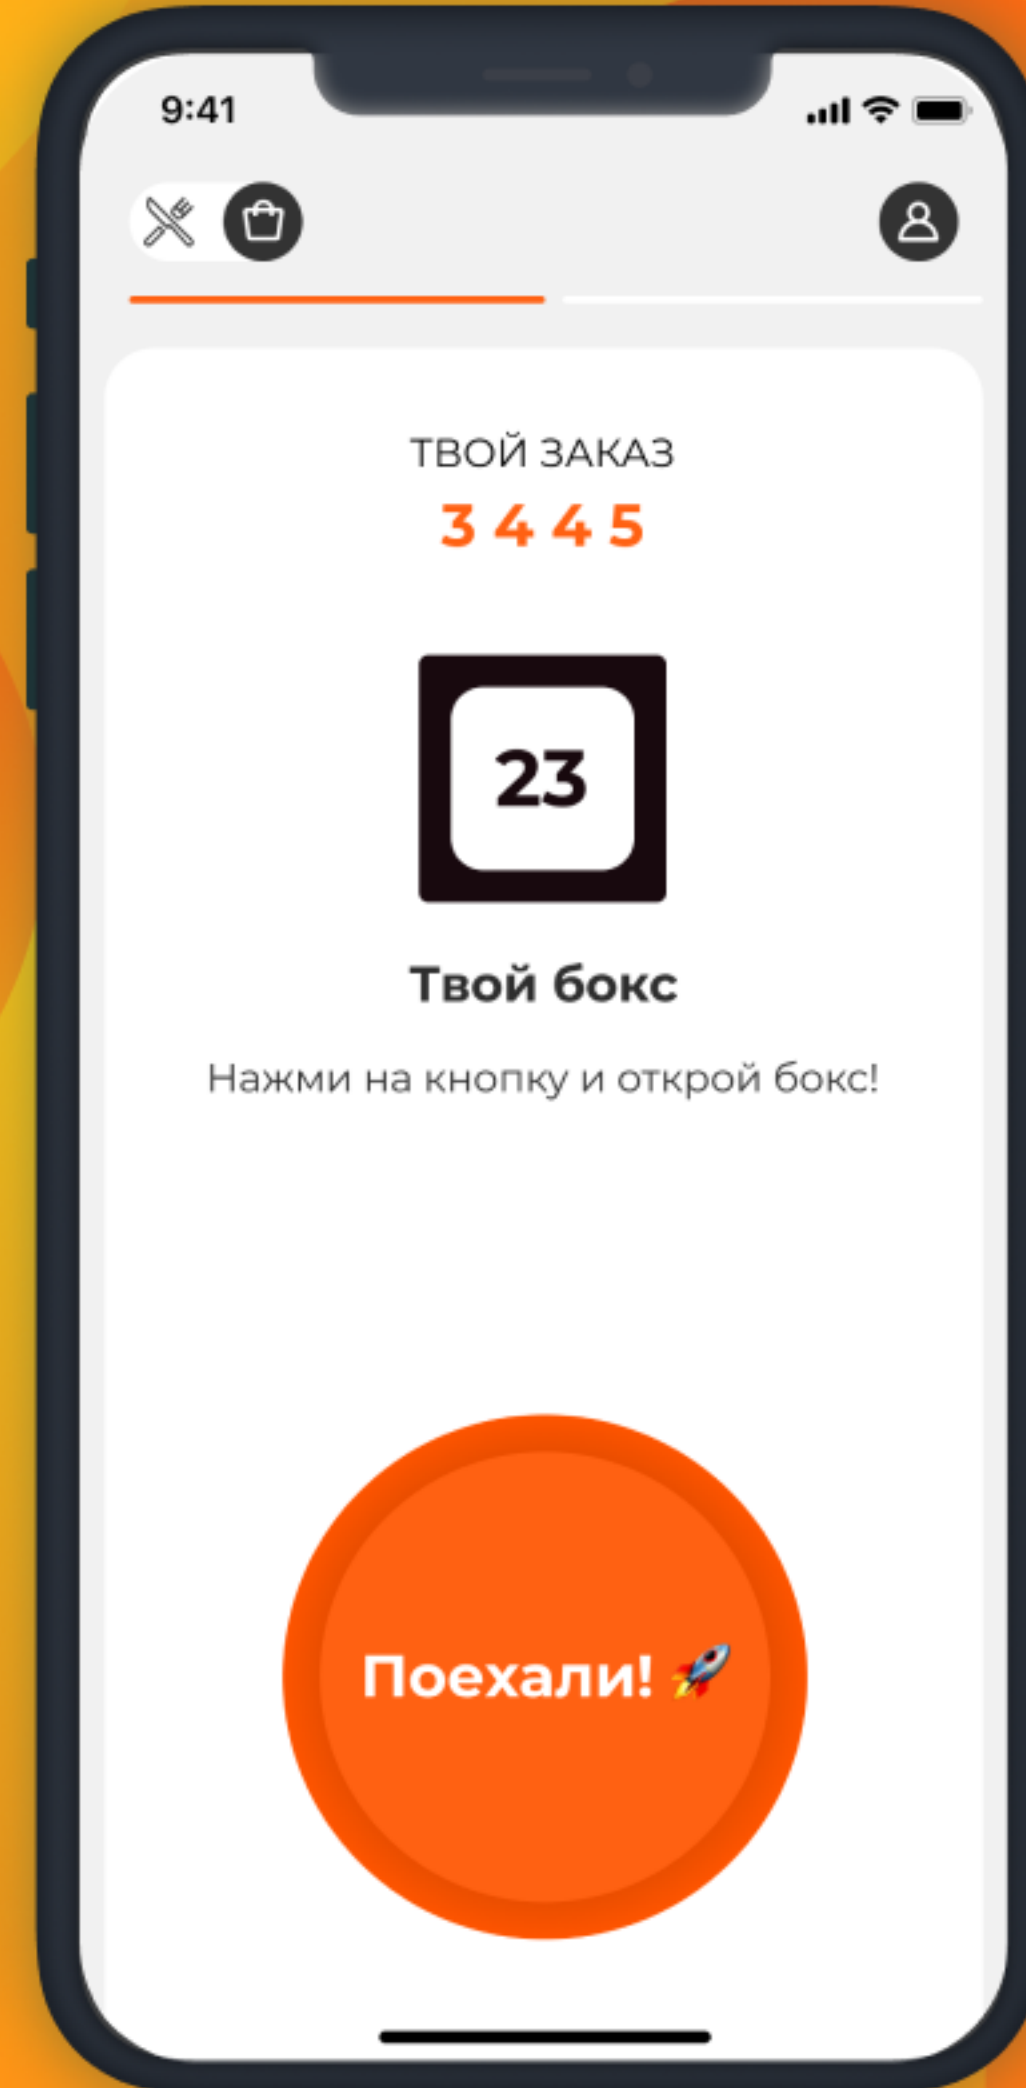 9:41
ТВОЙ ЗАКАЗ
3 4 4 5
23
Твой бокс
Нажми на кнопку и открой бокс!
Поехали! 🚀